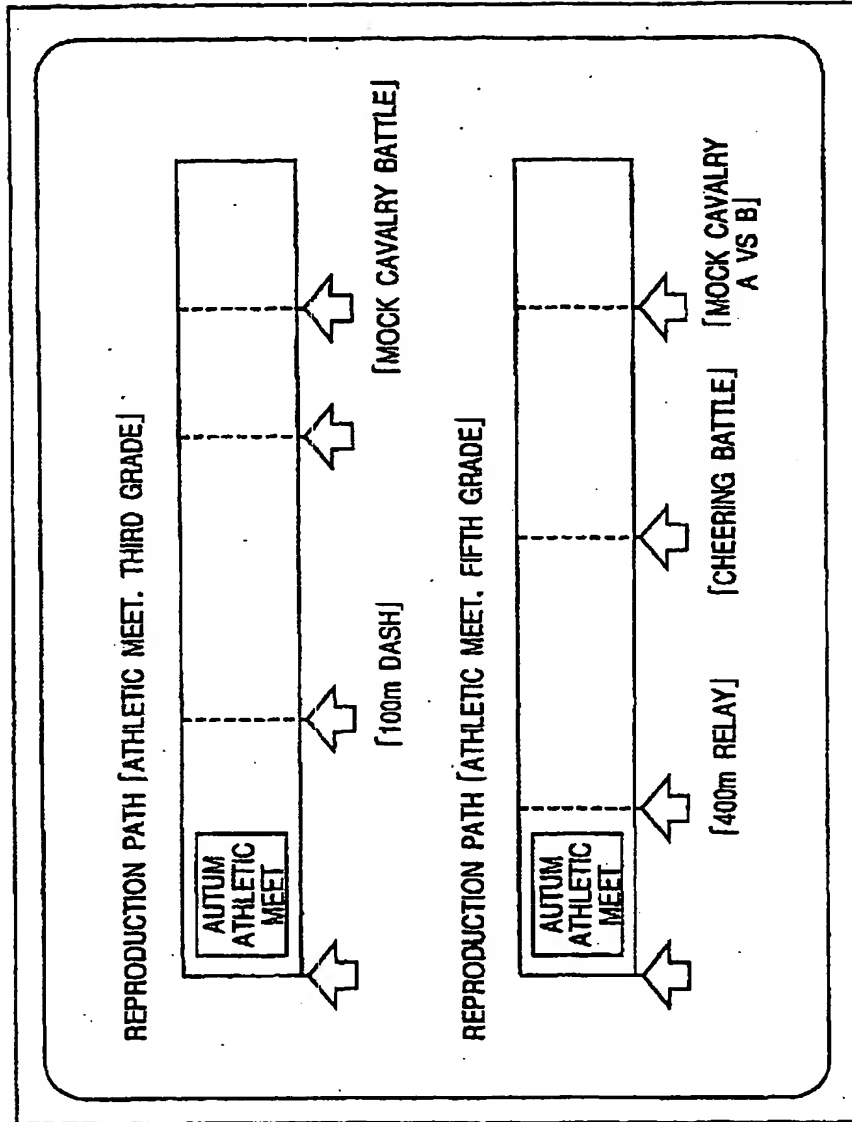 REPRODUCTION PATH ｢ATHLETIC MEET. THIRD GRADE｣
AUTUM
ATHLETIC
MEET
｢100m DASH｣
｢MOCK CAVALRY BATTLE｣
REPRODUCTION PATH ｢ATHLETIC MEET. FIFTH GRADE｣
AUTUM
ATHLETIC
MEET
｢400m RELAY｣
｢CHEERING BATTLE｣
｢MOCK CAVALRY
A VS B｣